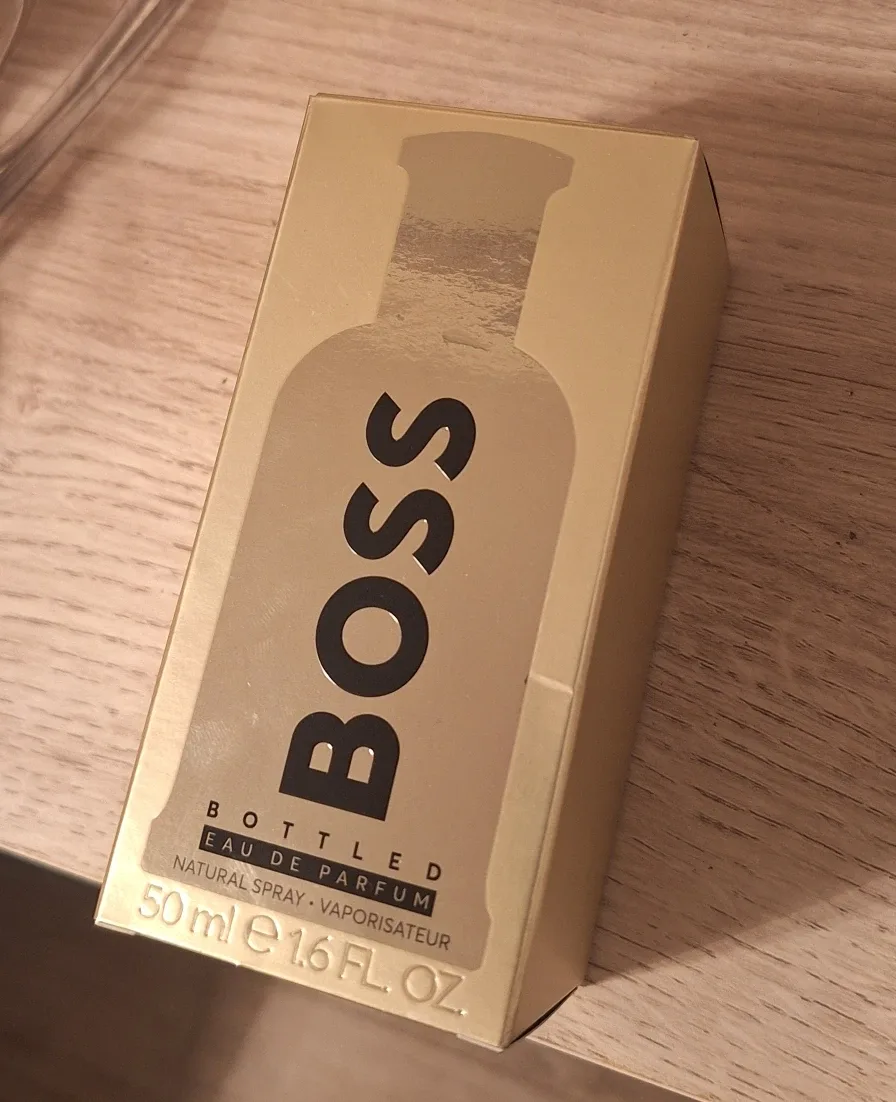 BOSS
BOTTLED
EAU DE PARFUM
NATURAL SPRAY • VAPORISATEUR
50 ml ℮ 1.6 FL. OZ.